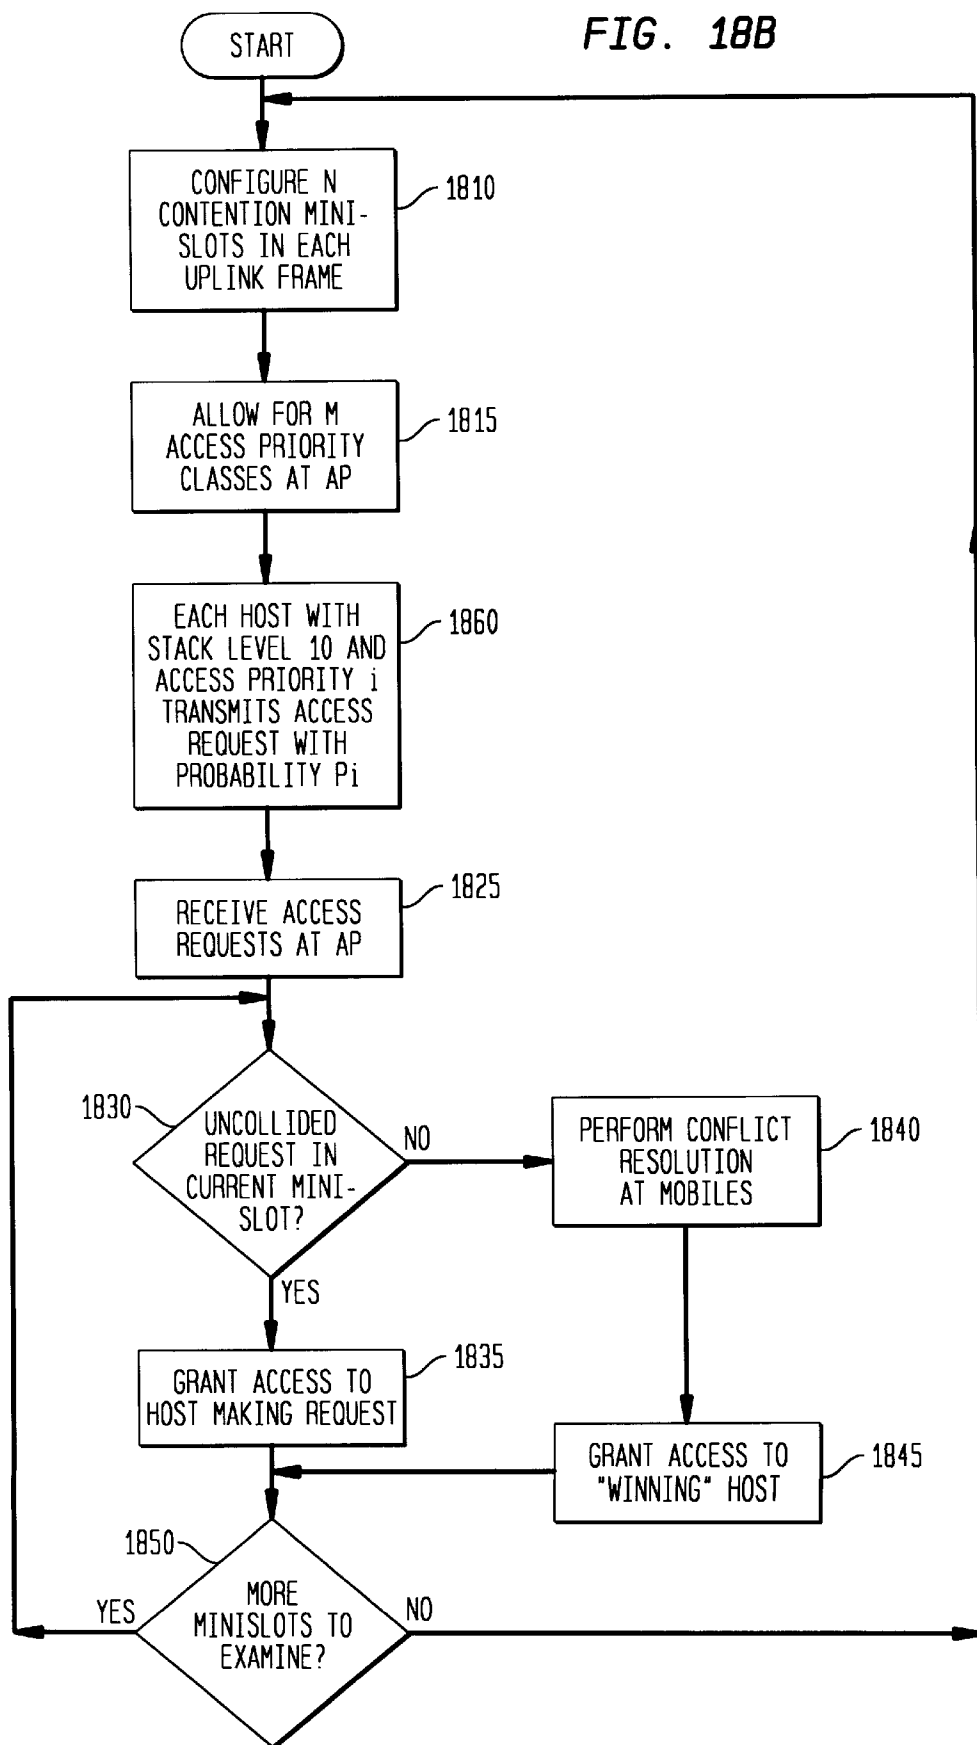 FIG. 18B
START
CONFIGURE N
CONTENTION MINI-
SLOTS IN EACH
UPLINK FRAME
1810
ALLOW FOR M
ACCESS PRIORITY
CLASSES AT AP
1815
EACH HOST WITH
STACK LEVEL 10 AND
ACCESS PRIORITY i
TRANSMITS ACCESS
REQUEST WITH
PROBABILITY Pi
1860
RECEIVE ACCESS
REQUESTS AT AP
1825
1830
UNCOLLIDED
REQUEST IN
CURRENT MINI-
SLOT?
NO
YES
PERFORM CONFLICT
RESOLUTION
AT MOBILES
1840
GRANT ACCESS TO
HOST MAKING REQUEST
1835
GRANT ACCESS TO
"WINNING" HOST
1845
1850
MORE
MINISLOTS TO
EXAMINE?
YES
NO